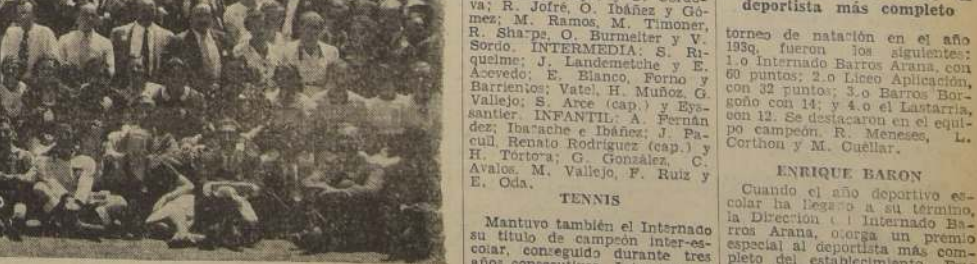 va; R. Jofré, O. Ibáñez y Gó-
mez; M. Ramos, M. Timoner,
R. Sharpe, O. Burmeiter y V.
Sordo. INTERMEDIA: S. Ri-
quelme; J. Landemetche y E.
Acevedo; E. Blanco, Forno y
Barrientos; Vatel, H. Muñoz, G.
Vallejo; S. Arce (cap.) y Eys-
santier. INFANTIL: A. Fernán
dez; Ibarache e Ibáñez; J. Pa-
cull, Renato Rodríguez (cap.) y
H. Tórtora; G. González, C.
Avalos, M. Vallejo, F. Ruiz y
E. Oda.
TENNIS
Mantuvo también el Internado
su título de campeón inter-es-
colar, conseguido durante tres
años consecutivos.
deportista más completo
torneo de natación en el año
193q, fueron los siguientes:
1.o Internado Barros Arana, con
60 puntos; 2.o Liceo Aplicación,
con 32 puntos; 3.o Barros Bor-
goño con 14; y 4.o el Lastarria,
con 12. Se destacaron en el equi-
po campeón. R. Meneses, L.
Corthon y M. Cuéllar.
ENRIQUE BARON
Cuando el año deportivo es-
colar ha llegado a su término,
la Dirección Internado Ba-
rros Arana, otorga un premio
especial al deportista más com-
pleto del establecimiento.